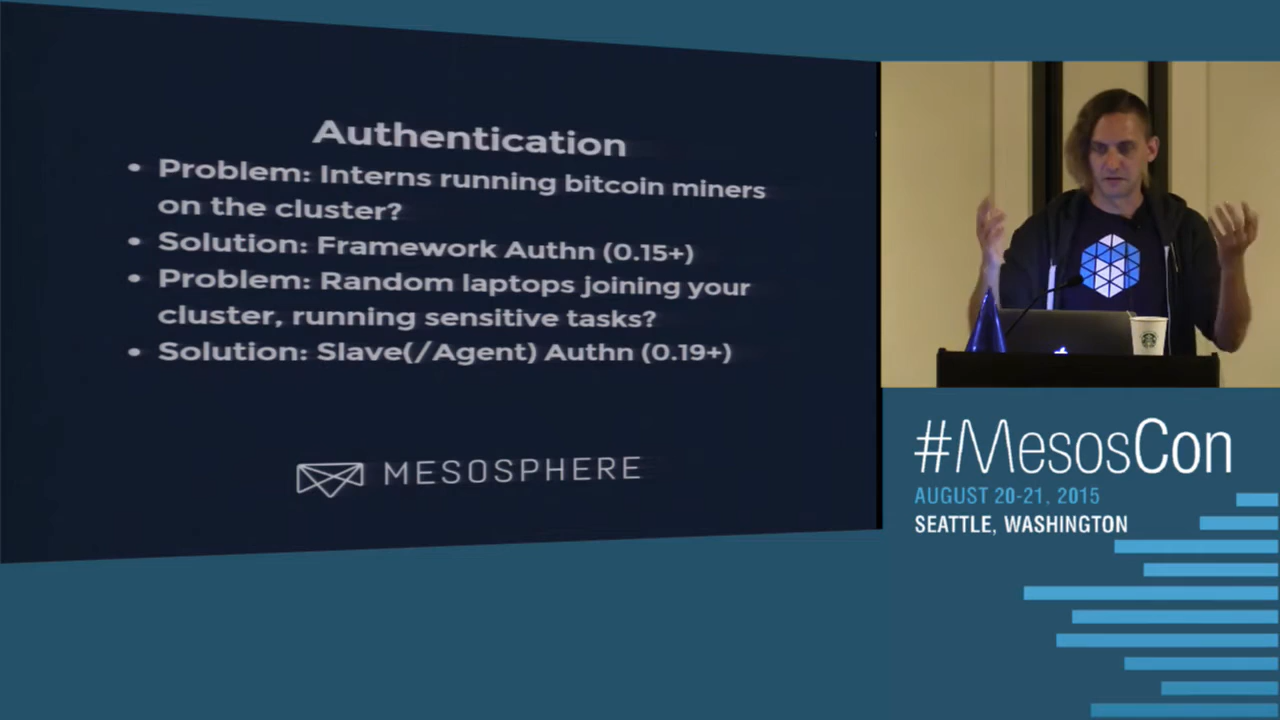 Authentication
• Problem: Interns running bitcoin miners
on the cluster?
• Solution: Framework Authn (0.15+)
• Problem: Random laptops joining your
cluster, running sensitive tasks?
• Solution: Slave(/Agent) Authn (0.19+)
MESOSPHERE
#MesosCon
AUGUST 20-21, 2015
SEATTLE, WASHINGTON